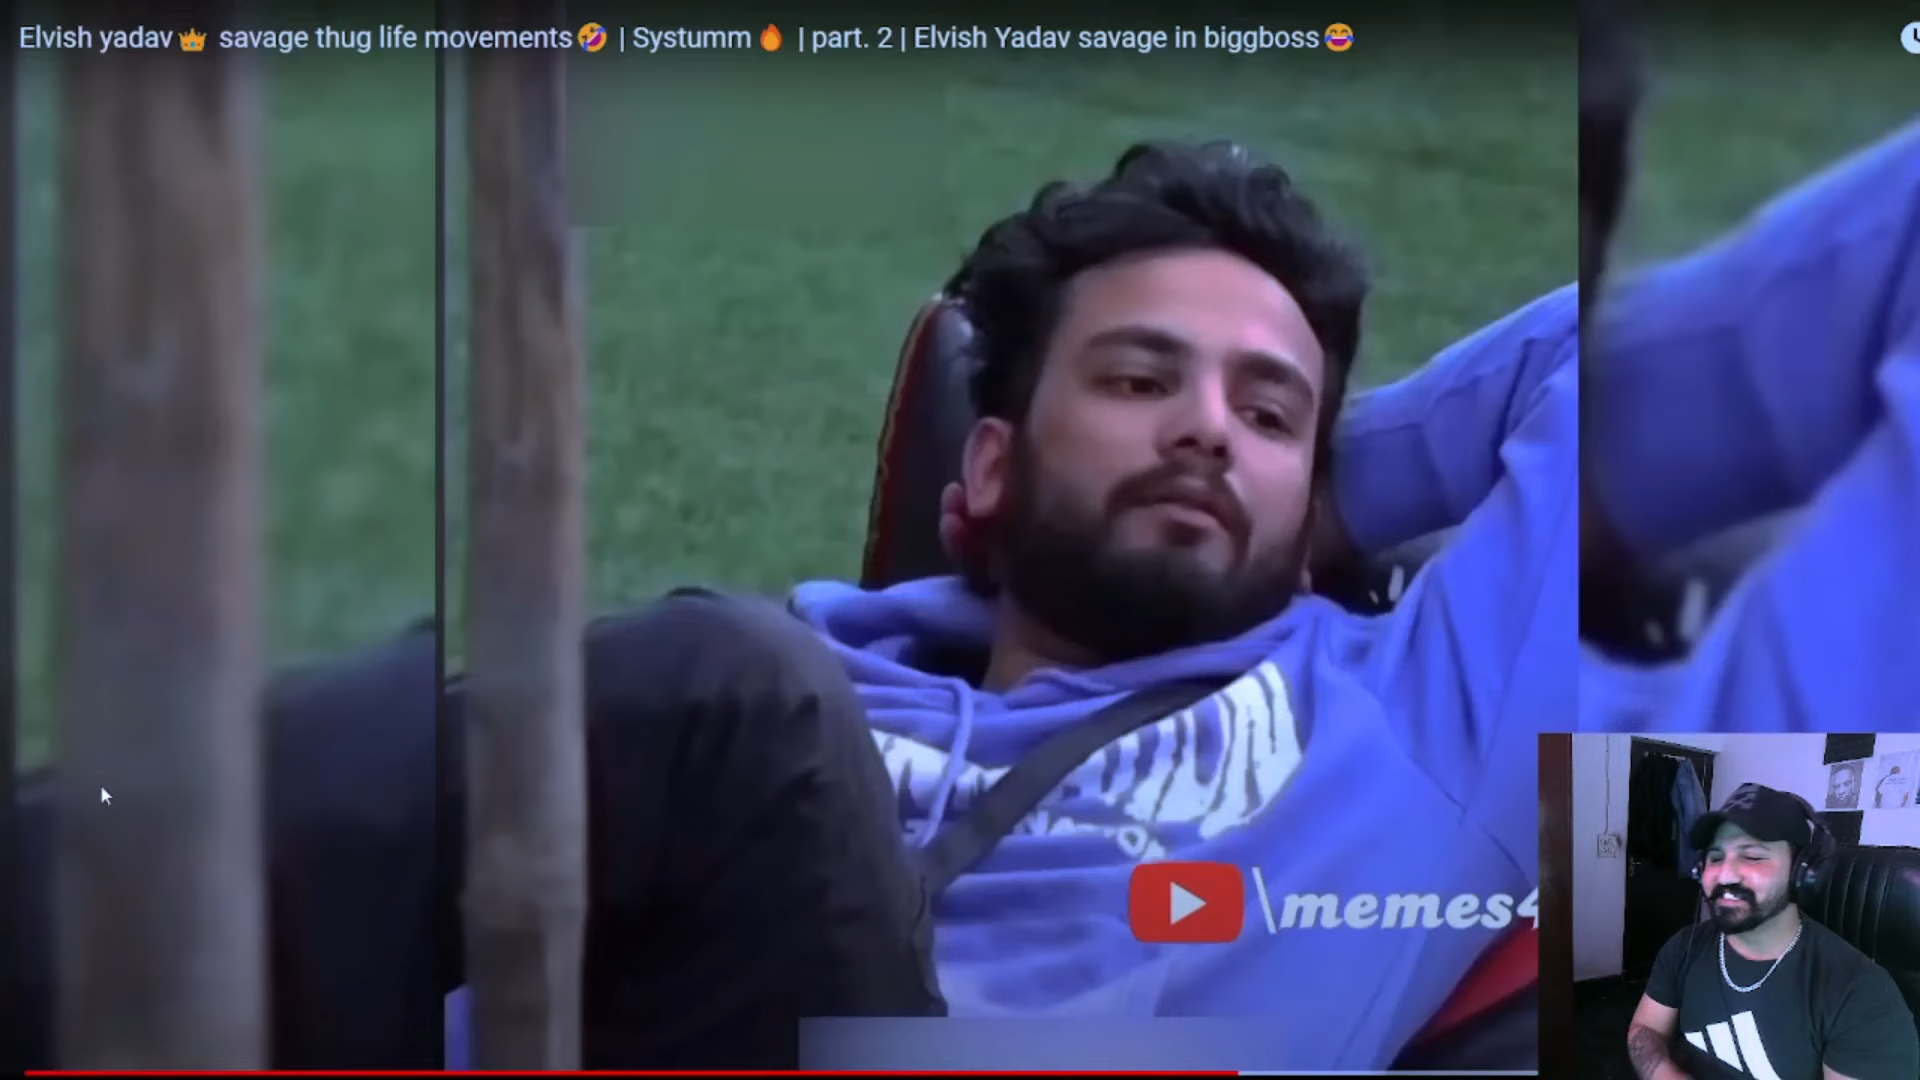 Elvish yadav👑 savage thug life movements🤣 | Systumm🔥 | part. 2 | Elvish Yadav savage in biggboss😂
\memes4